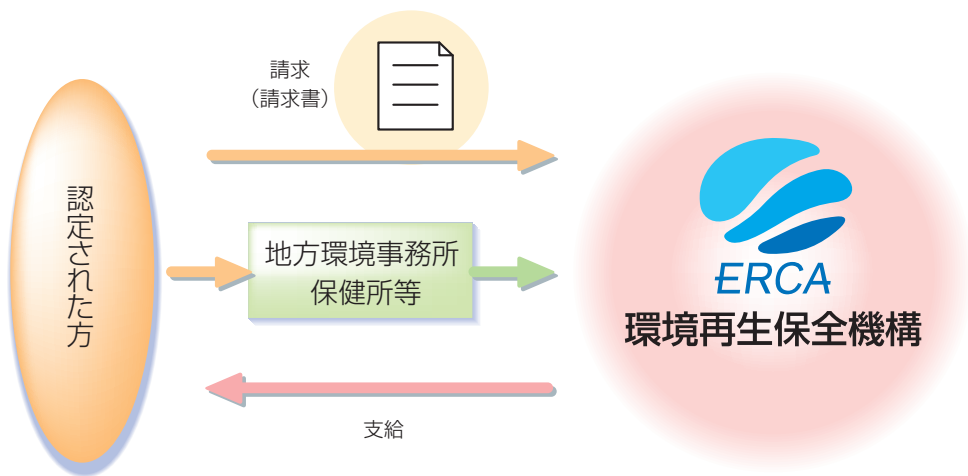 請求
（請求書）
認定された方
地方環境事務所
保健所等
ERCA
環境再生保全機構
支給